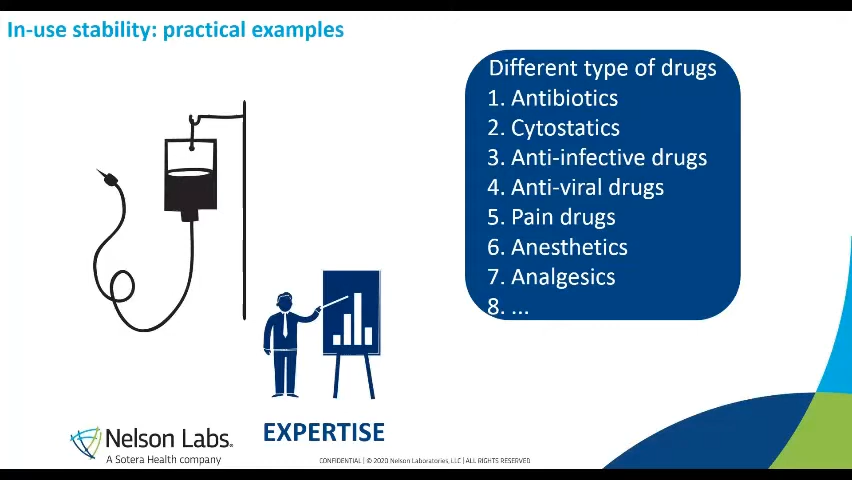 In-use stability: practical examples
Different type of drugs
1. Antibiotics
2. Cytostatics
3. Anti-infective drugs
4. Anti-viral drugs
5. Pain drugs
6. Anesthetics
7. Analgesics
8. ...
EXPERTISE
Nelson Labs.
A Sotera Health company
CONFIDENTIAL | © 2020 Nelson Laboratories, LLC | ALL RIGHTS RESERVED